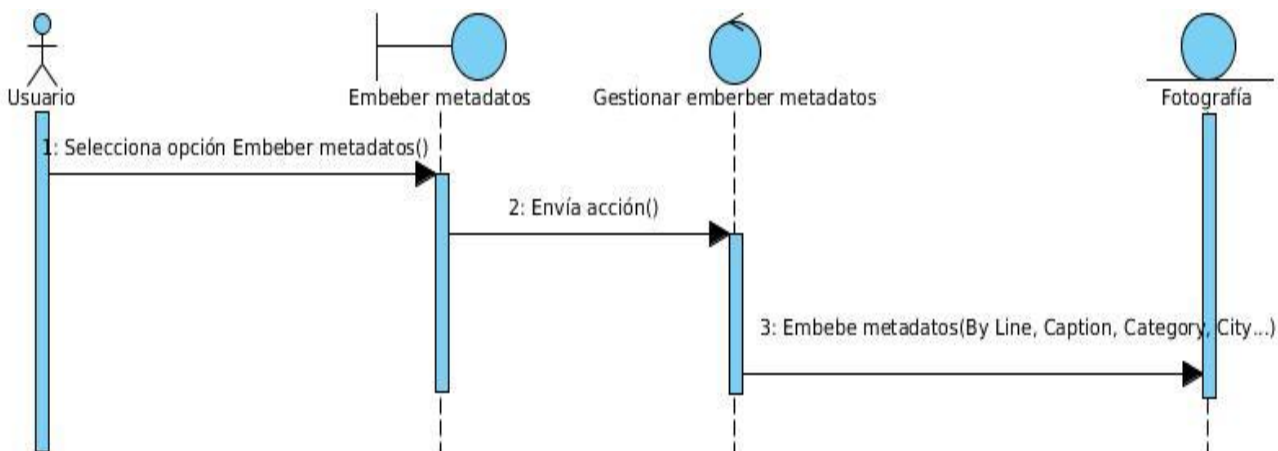 Usuario
Embeber metadatos
Gestionar emberber metadatos
Fotografía
1: Selecciona opción Embeber metadatos()
2: Envía acción()
3: Embebe metadatos(By Line, Caption, Category, City...)